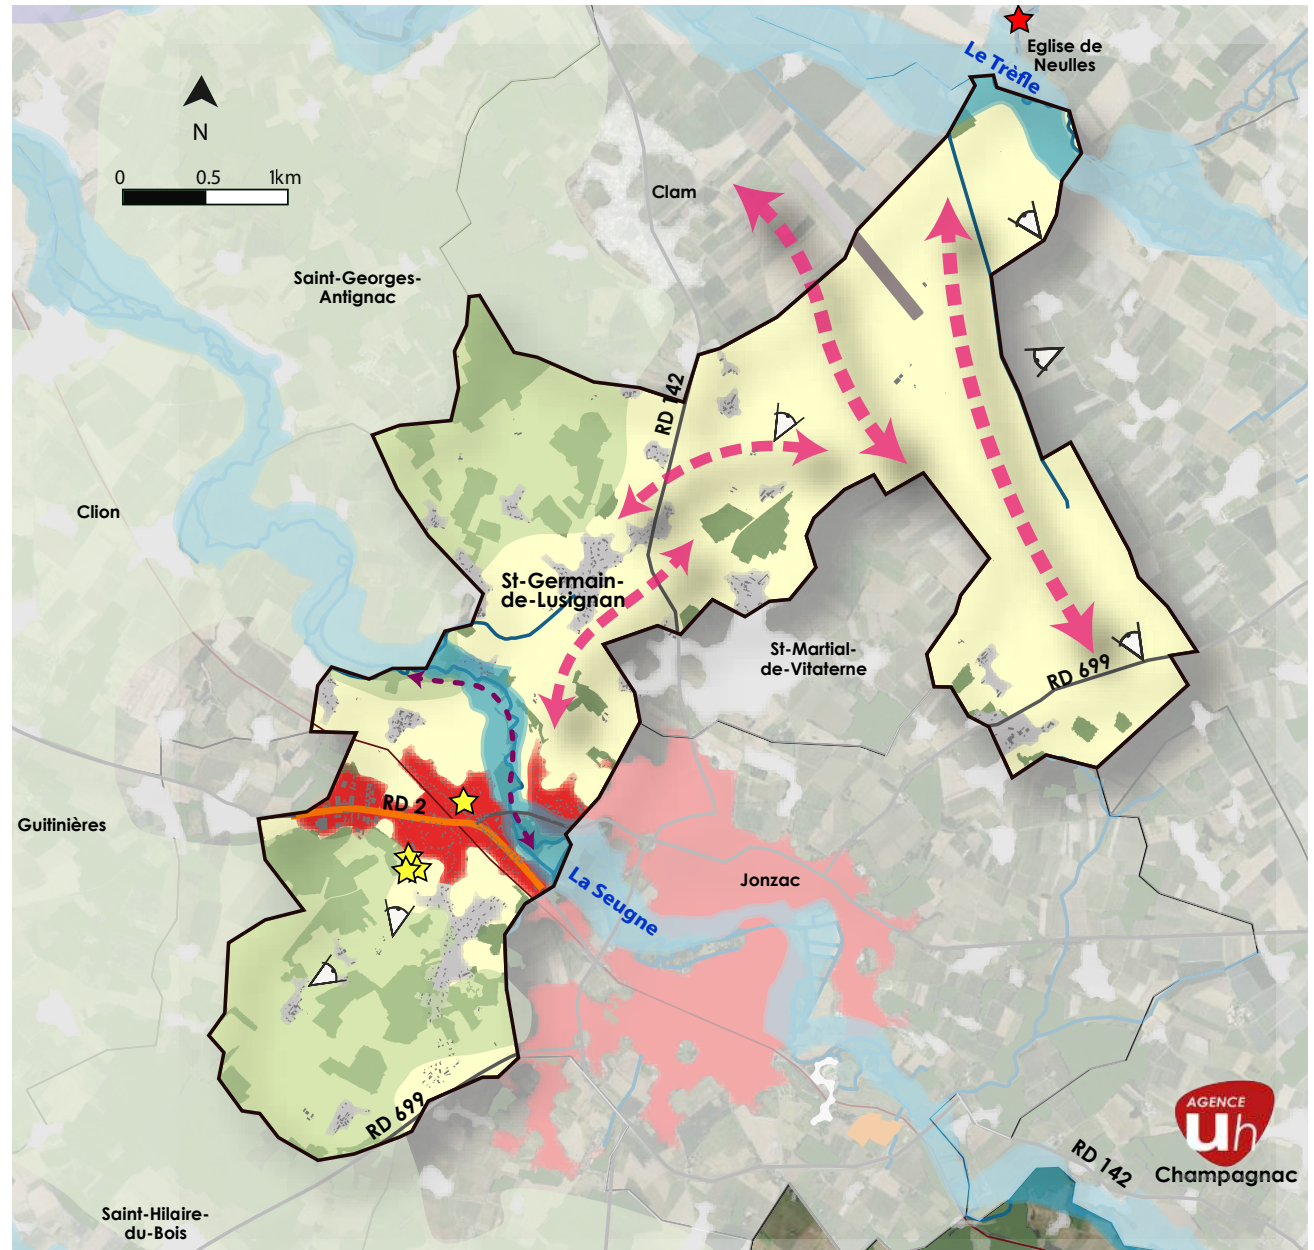 Eglise de
Neulles
Le Trèfle
N
0 0.5 1km
Clam
Saint-Georges-
Antignac
RD 142
Clion
St-Germain-
de-Lusignan
St-Martial-
de-Vitaterne
RD 699
RD 2
Guitinières
Jonzac
La Seugne
RD 699
AGENCE
uh
RD 142
Champagnac
Saint-Hilaire-
du-Bois